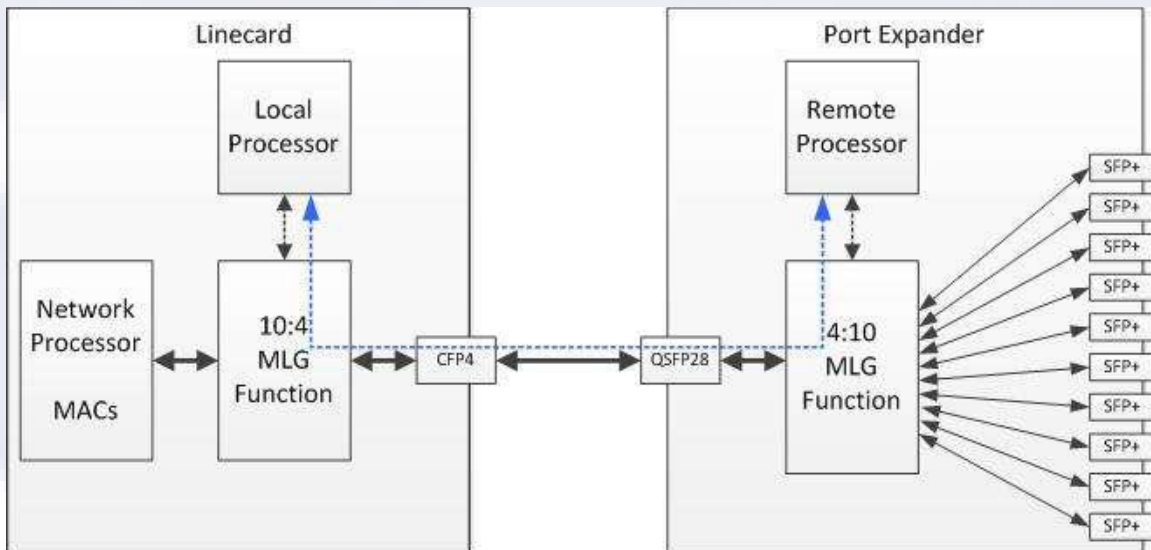 Linecard
Port Expander
Local
Processor
Remote
Processor
Network
Processor
MACs
10:4
MLG
Function
CFP4
QSFP28
4:10
MLG
Function
SFP+
SFP+
SFP+
SFP+
SFP+
SFP+
SFP+
SFP+
SFP+
SFP+